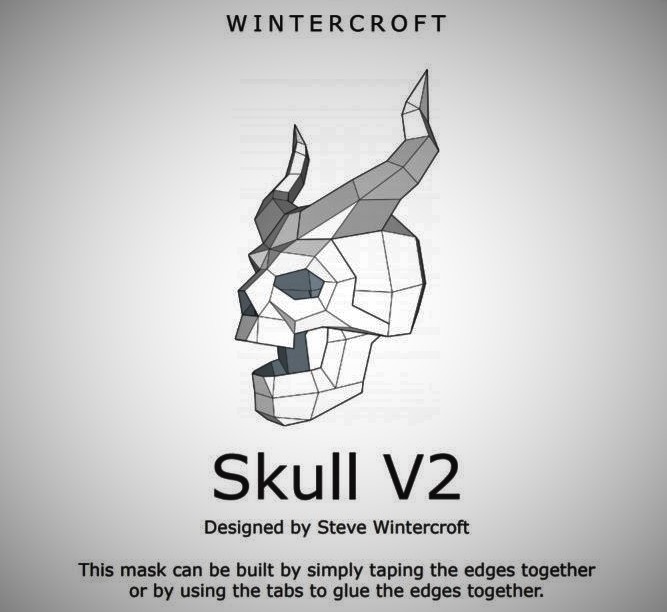 WINTERCROFT
Skull V2
Designed by Steve Wintercroft
This mask can be built by simply taping the edges together
or by using the tabs to glue the edges together.